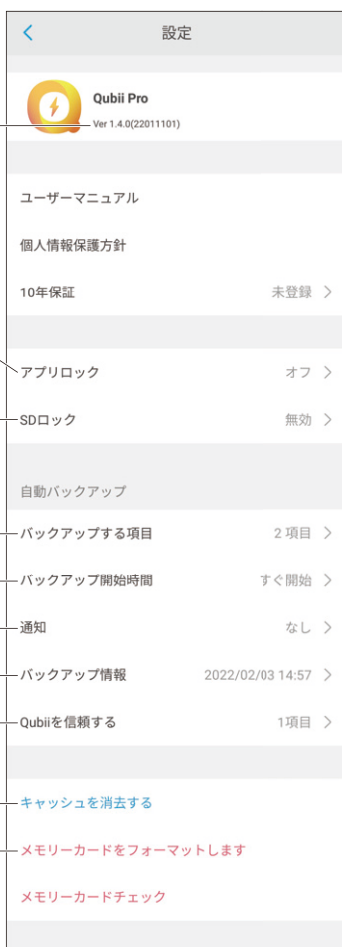 設定
Qubii Pro
Ver 1.4.0(22011101)
ユーザーマニュアル
個人情報保護方針
10年保証 未登録
アプリロック オフ
SDロック 無効
自動バックアップ
バックアップする項目 2 項目
バックアップ開始時間 すぐ開始
通知 なし
バックアップ情報 2022/02/03 14:57
Qubiiを信頼する 1項目
キャッシュを消去する
メモリーカードをフォーマットします
メモリーカードチェック